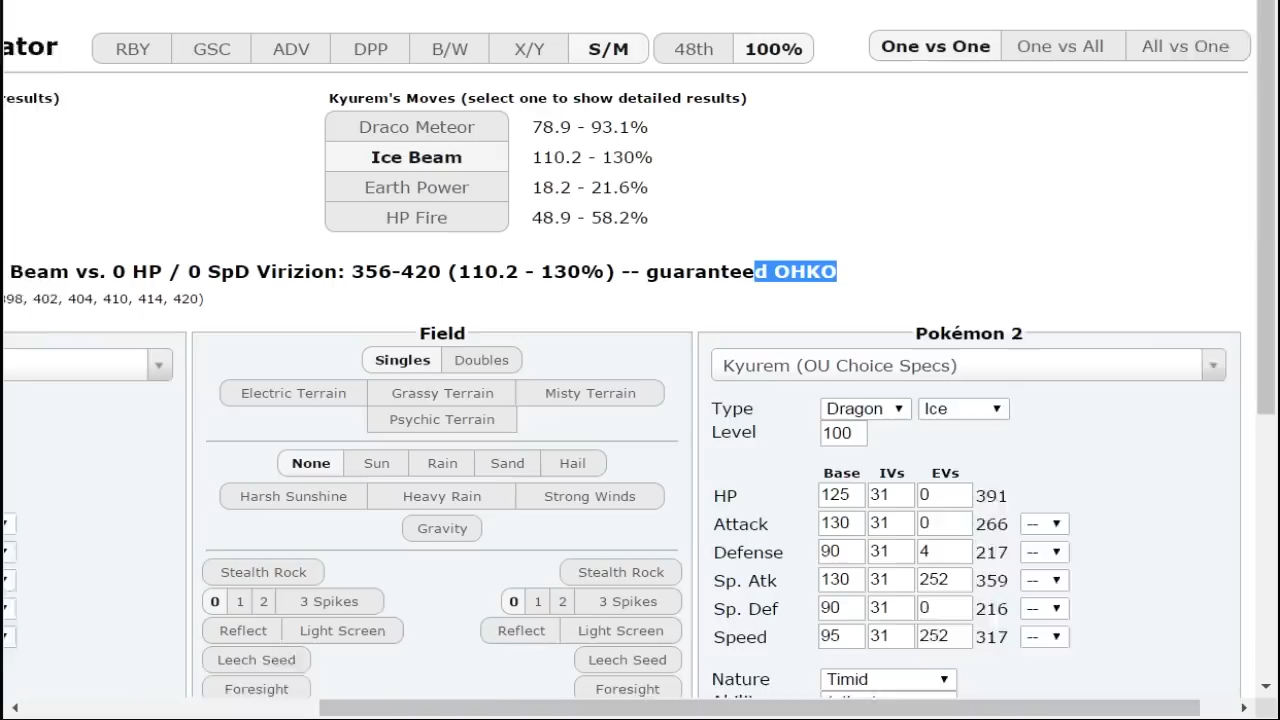 ator RBY GSC ADV DPP B/W X/Y S/M 48th 100% One vs One One vs All All vs One
esults) Kyurem's Moves (select one to show detailed results)
Draco Meteor 78.9 - 93.1%
Ice Beam 110.2 - 130%
Earth Power 18.2 - 21.6%
HP Fire 48.9 - 58.2%
Beam vs. 0 HP / 0 SpD Virizion: 356-420 (110.2 - 130%) -- guaranteed OHKO
398, 402, 404, 410, 414, 420)
Field
Singles Doubles
Electric Terrain Grassy Terrain Misty Terrain
Psychic Terrain
None Sun Rain Sand Hail
Harsh Sunshine Heavy Rain Strong Winds
Gravity
Stealth Rock Stealth Rock
0 1 2 3 Spikes 0 1 2 3 Spikes
Reflect Light Screen Reflect Light Screen
Leech Seed Leech Seed
Foresight Foresight
Pokémon 2
Kyurem (OU Choice Specs)
Type Dragon Ice
Level 100
Base IVs EVs
HP 125 31 0 391
Attack 130 31 0 266 --
Defense 90 31 4 217 --
Sp. Atk 130 31 252 359 --
Sp. Def 90 31 0 216 --
Speed 95 31 252 317 --
Nature Timid